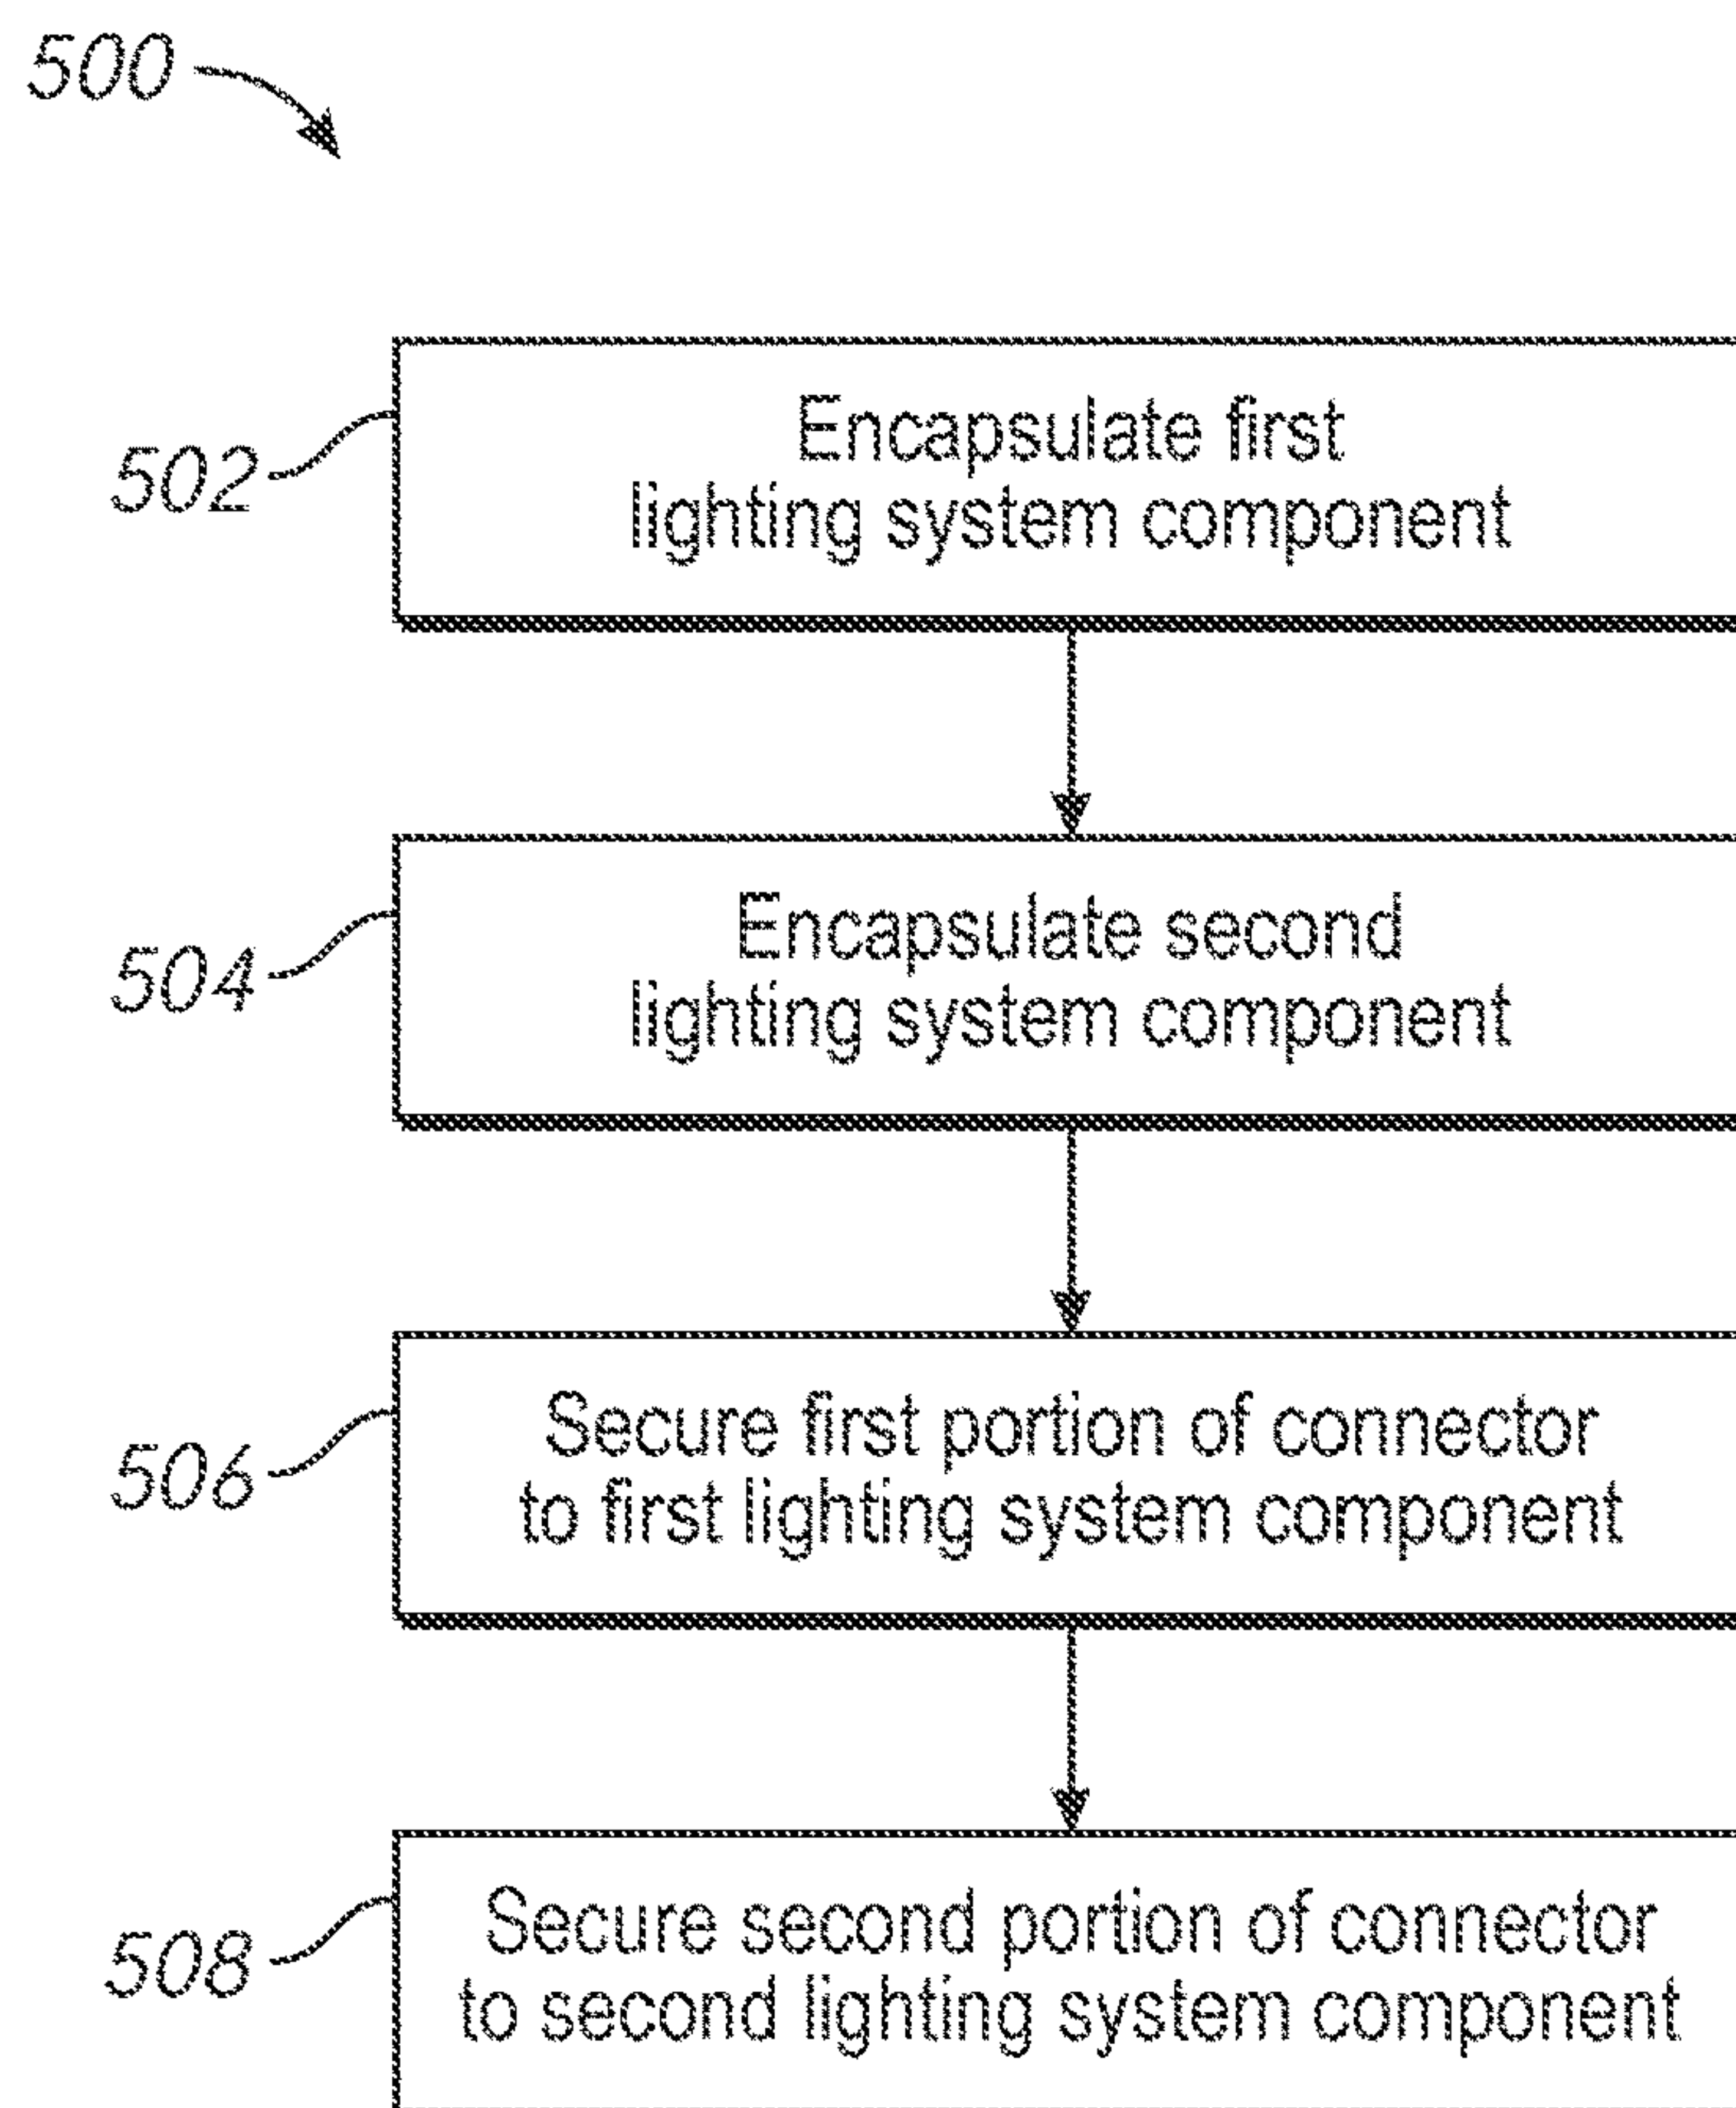 500
502
Encapsulate first
lighting system component
504
Encapsulate second
lighting system component
506
Secure first portion of connector
to first lighting system component
508
Secure second portion of connector
to second lighting system component